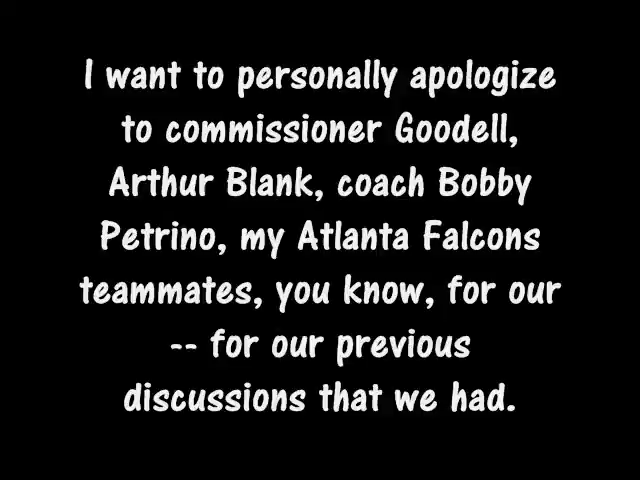 I want to personally apologize
to commissioner Goodell,
Arthur Blank, coach Bobby
Petrino, my Atlanta Falcons
teammates, you know, for our
-- for our previous
discussions that we had.